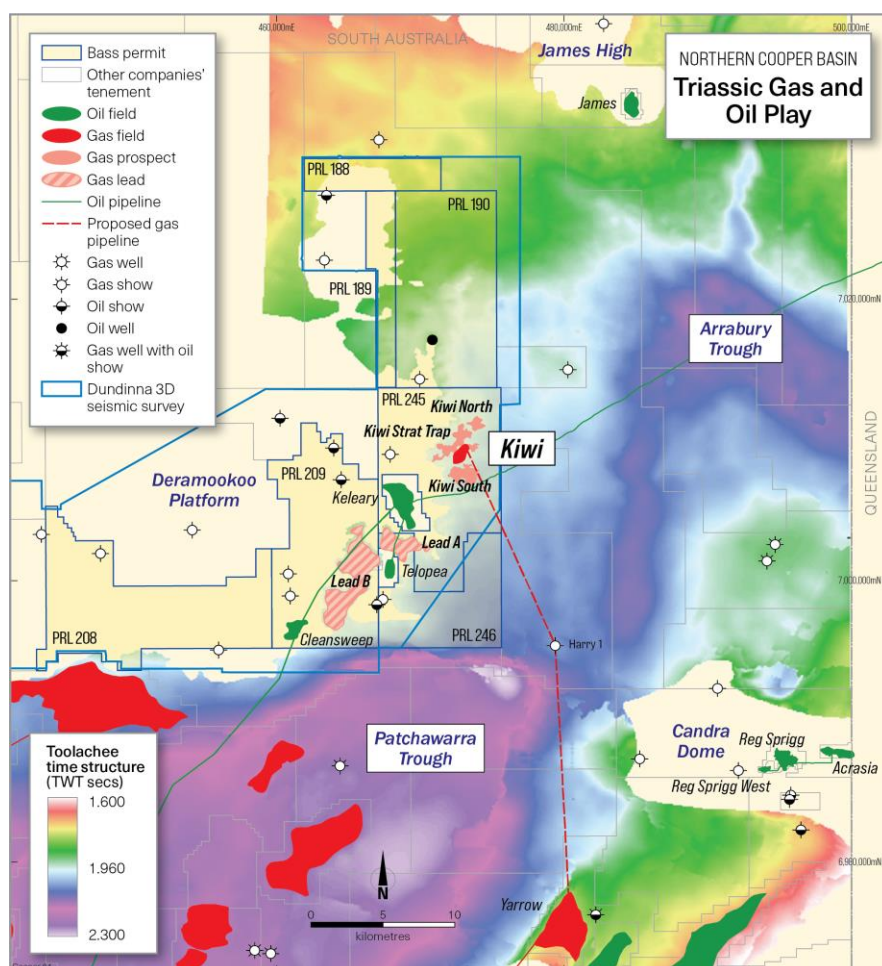 460,000mE
480,000mE
500,000mE
SOUTH AUSTRALIA
QUEENSLAND
NORTHERN COOPER BASIN
Triassic Gas and
Oil Play
Bass permit
Other companies'
tenement
Oil field
Gas field
Gas prospect
Gas lead
Oil pipeline
Proposed gas
pipeline
Gas well
Gas show
Oil show
Oil well
Gas well with oil
show
Dundinna 3D
seismic survey
James High
James
PRL 188
PRL 190
PRL 189
7,020,000mN
Arrabury
Trough
PRL 245
Kiwi North
Kiwi Strat Trap
Kiwi
Kiwi South
PRL 209
Deramookoo
Platform
Keleary
Lead A
Telopea
Lead B
7,000,000mN
PRL 208
Cleansweep
PRL 246
Harry 1
Patchawarra
Trough
Candra
Dome
Reg Sprigg
Reg Sprigg West
Acrasia
Toolachee
time structure
(TWT secs)
1.600
1.960
2.300
6,980,000mN
N
0
5
10
kilometres
Yarrow